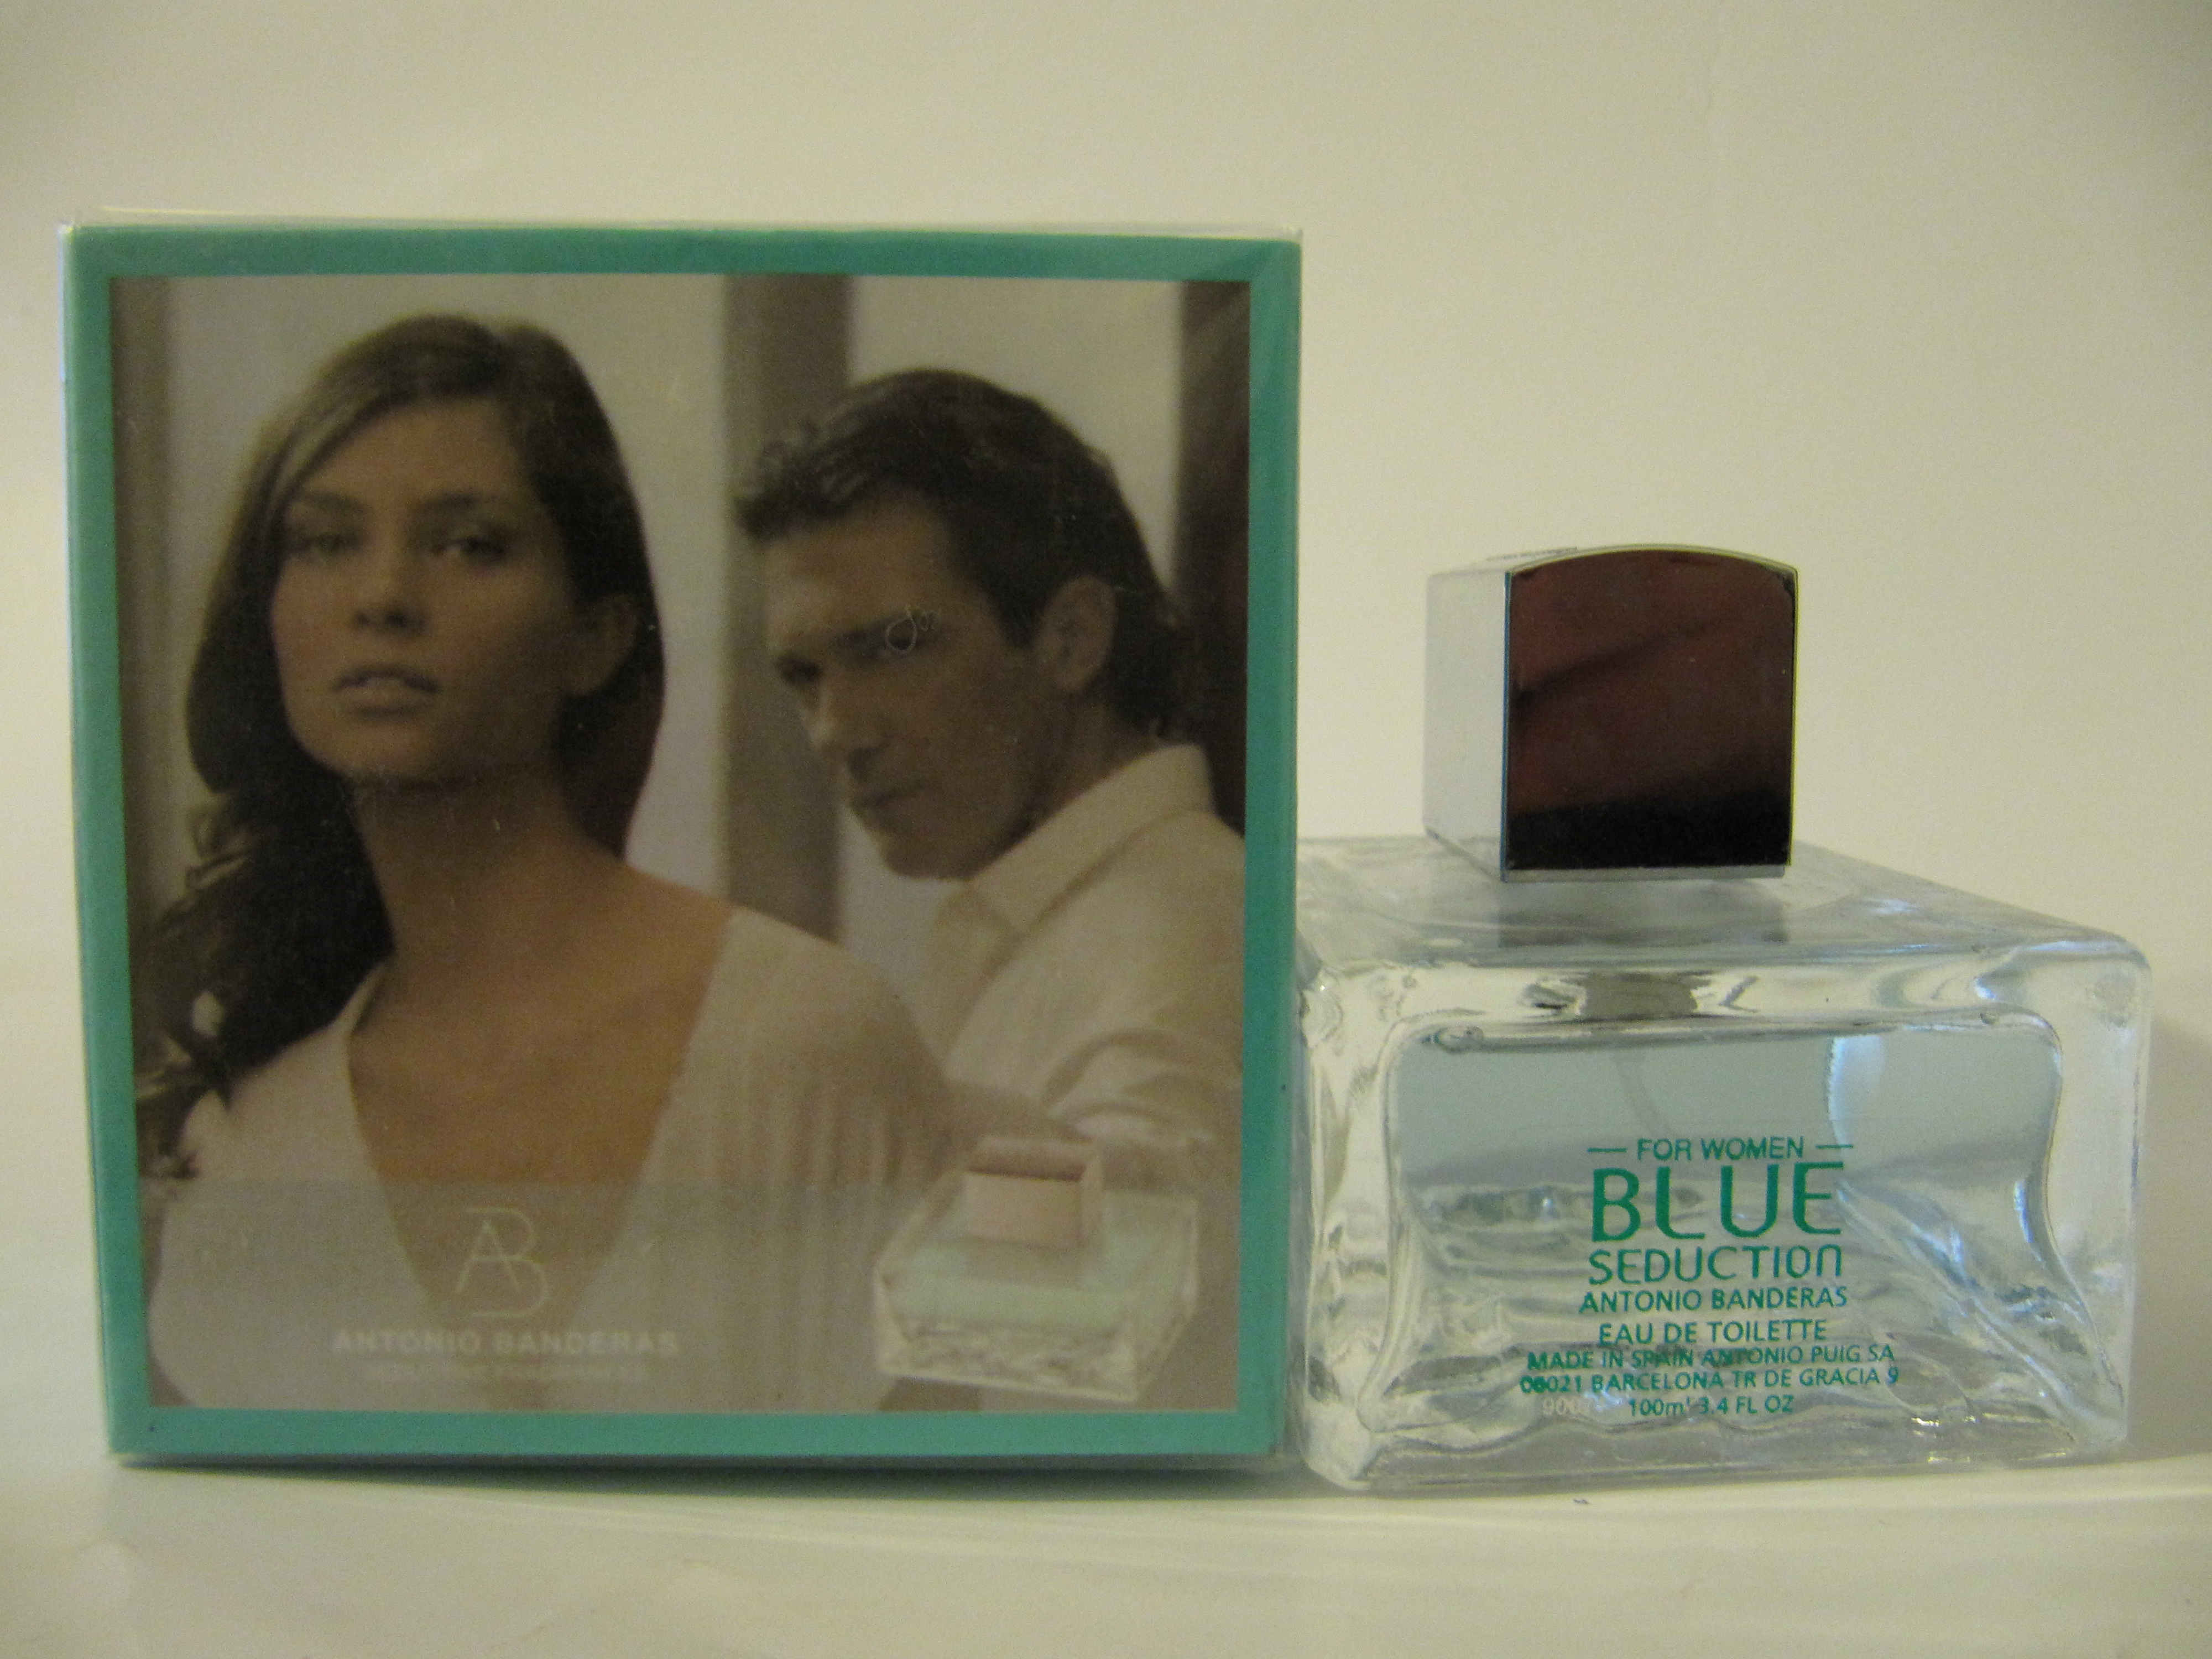 AB
ANTONIO BANDERAS
— FOR WOMEN —
BLUE
SEDUCTION
ANTONIO BANDERAS
EAU DE TOILETTE
MADE IN SPAIN ANTONIO PUIG SA
08021 BARCELONA TR DE GRACIA 9
100ml 3.4 FL OZ